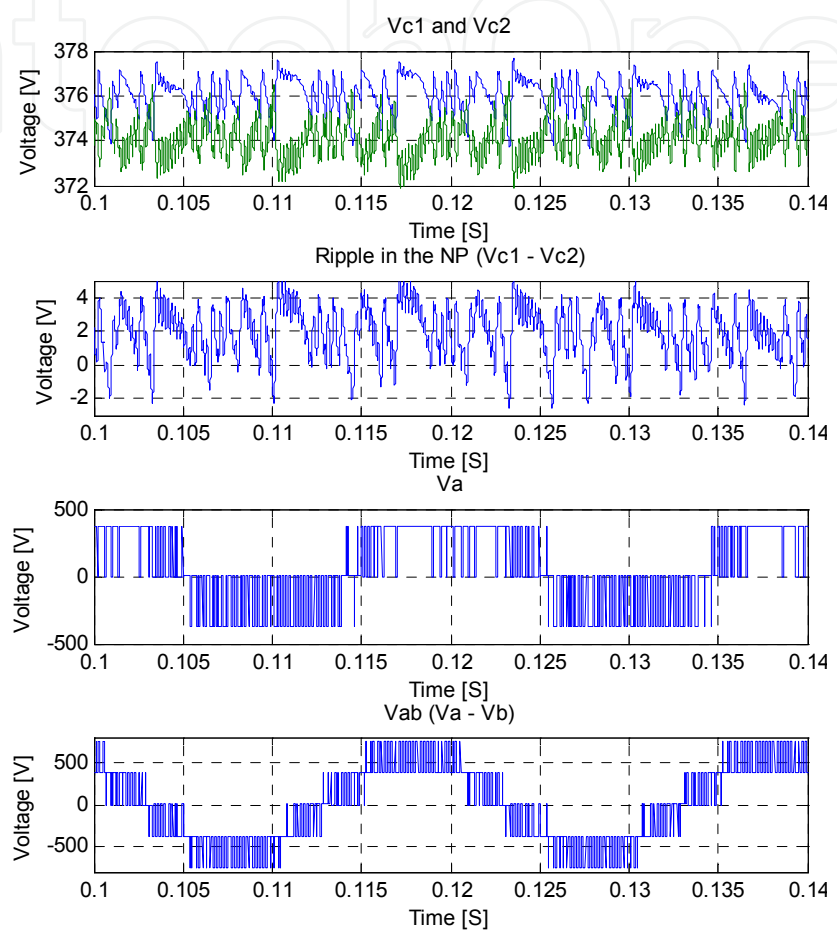 Vc1 and Vc2
378
376
374
372
Voltage [V]
0.1 0.105 0.11 0.115 0.12 0.125 0.13 0.135 0.14
Time [S]
Ripple in the NP (Vc1 - Vc2)
4
2
0
-2
Voltage [V]
0.1 0.105 0.11 0.115 0.12 0.125 0.13 0.135 0.14
Time [S]
Va
500
0
-500
Voltage [V]
0.1 0.105 0.11 0.115 0.12 0.125 0.13 0.135 0.14
Time [S]
Vab (Va - Vb)
500
0
-500
Voltage [V]
0.1 0.105 0.11 0.115 0.12 0.125 0.13 0.135 0.14
Time [S]